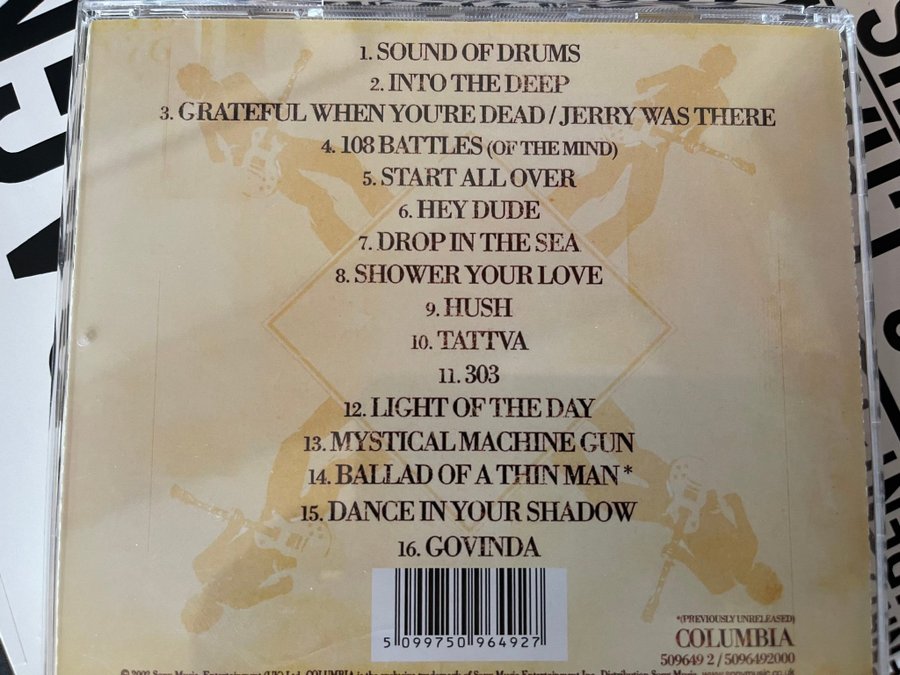 1. SOUND OF DRUMS
2. INTO THE DEEP
3. GRATEFUL WHEN YOU'RE DEAD / JERRY WAS THERE
4. 108 BATTLES (OF THE MIND)
5. START ALL OVER
6. HEY DUDE
7. DROP IN THE SEA
8. SHOWER YOUR LOVE
9. HUSH
10. TATTVA
11. 303
12. LIGHT OF THE DAY
13. MYSTICAL MACHINE GUN
14. BALLAD OF A THIN MAN *
15. DANCE IN YOUR SHADOW
16. GOVINDA
5 099750 964927
*(PREVIOUSLY UNRELEASED)
COLUMBIA
509649 2 / 5096492000